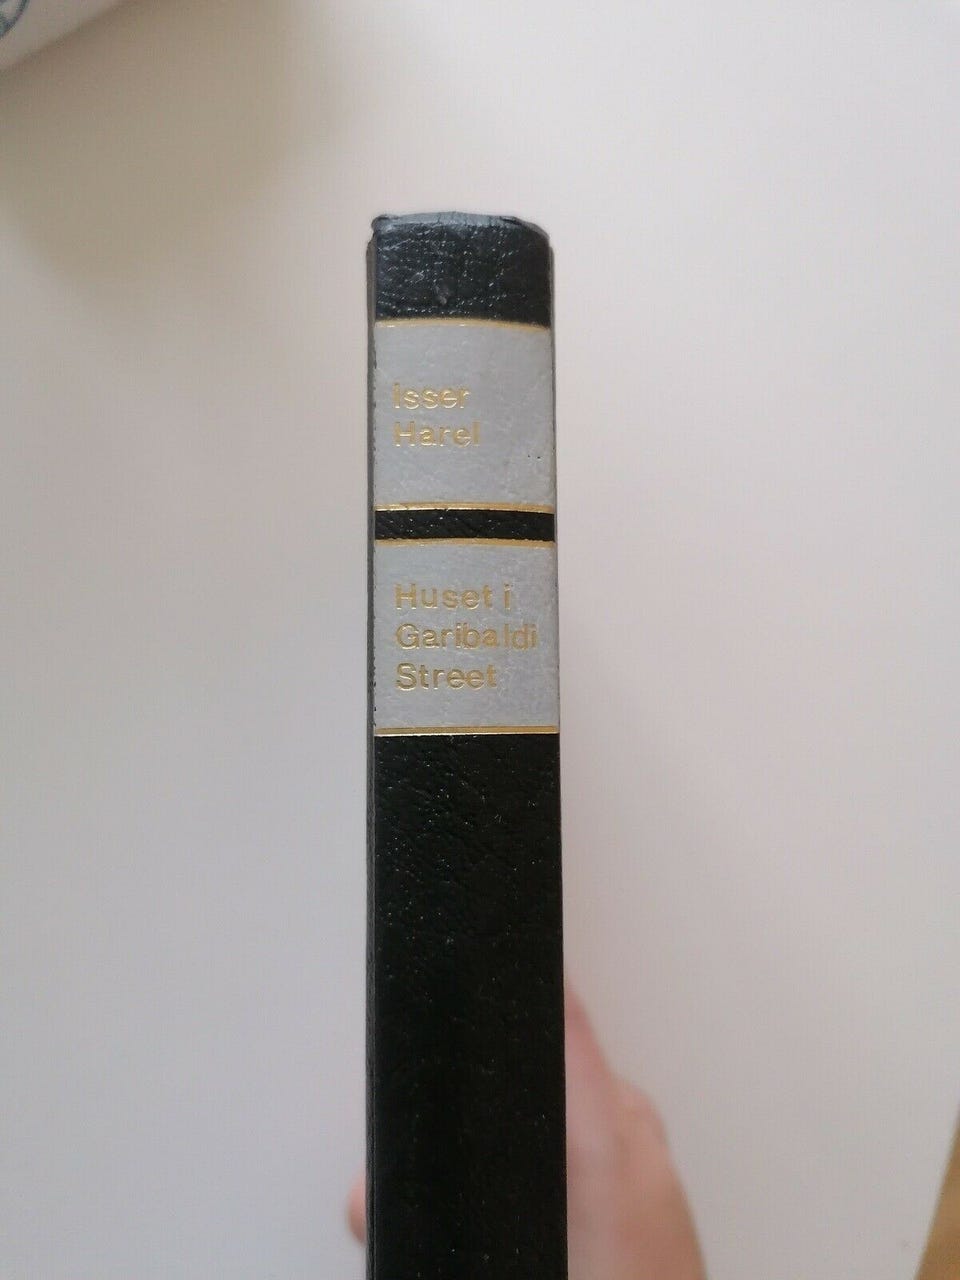 Isser
Harel
Huset i
Garibaldi
Street